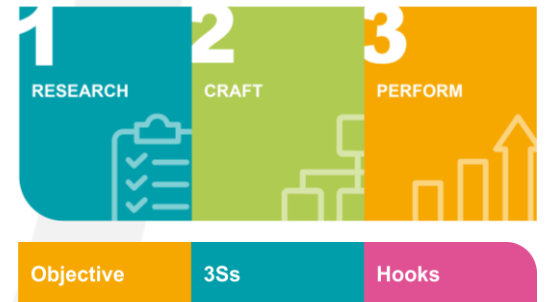 1
2
3
RESEARCH
CRAFT
PERFORM
Objective
3Ss
Hooks